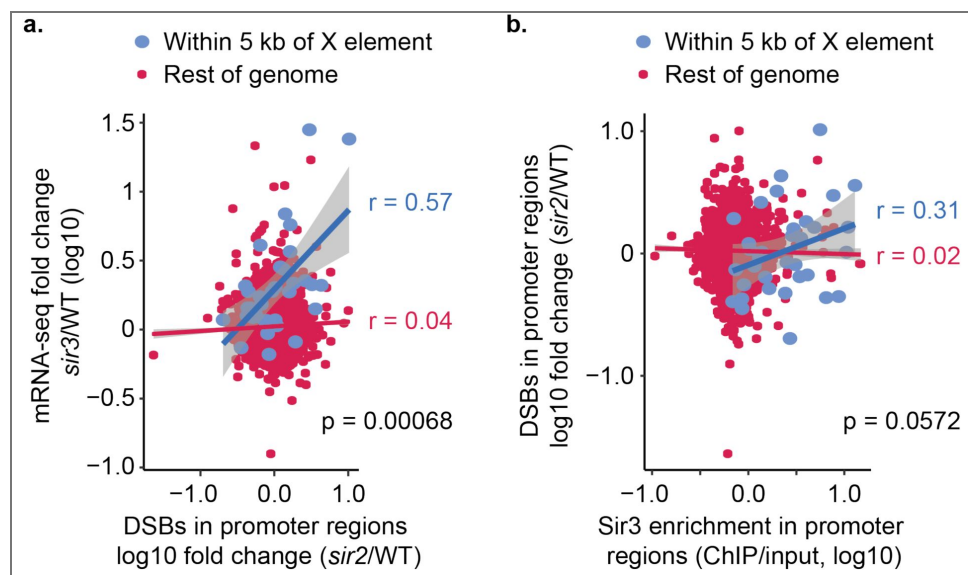 a.
Within 5 kb of X element
Rest of genome
mRNA-seq fold change
sir3/WT (log10)
1.5
1.0
0.5
0
−0.5
−1.0
r = 0.57
r = 0.04
p = 0.00068
−1.0
0.0
1.0
DSBs in promoter regions
log10 fold change (sir2/WT)
b.
Within 5 kb of X element
Rest of genome
DSBs in promoter regions
log10 fold change (sir2/WT)
1.0
0
−1.0
r = 0.31
r = 0.02
p = 0.0572
−1.0
0.0
1.0
Sir3 enrichment in promoter
regions (ChIP/input, log10)